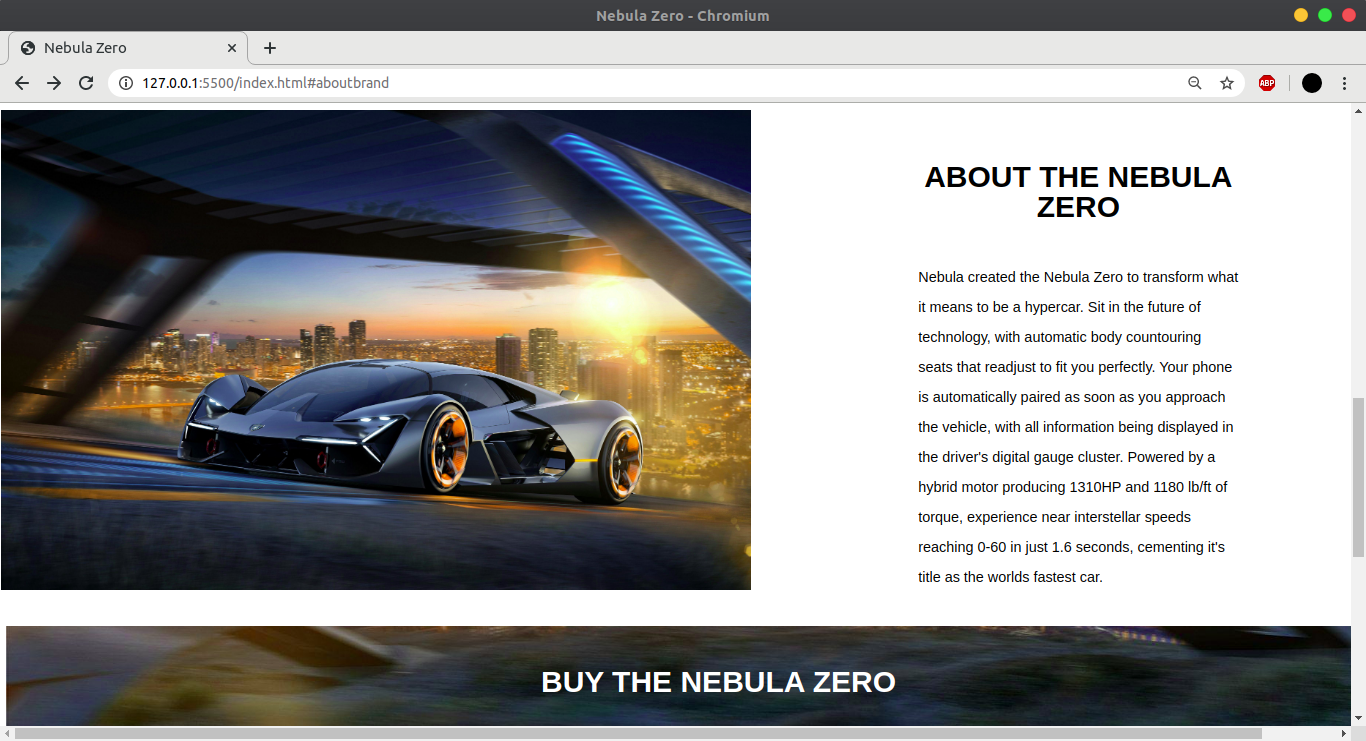 Nebula Zero - Chromium
Nebula Zero
127.0.0.1:5500/index.html#aboutbrand
ABP
ABOUT THE NEBULA
ZERO
Nebula created the Nebula Zero to transform what
it means to be a hypercar. Sit in the future of
technology, with automatic body countouring
seats that readjust to fit you perfectly. Your phone
is automatically paired as soon as you approach
the vehicle, with all information being displayed in
the driver's digital gauge cluster. Powered by a
hybrid motor producing 1310HP and 1180 lb/ft of
torque, experience near interstellar speeds
reaching 0-60 in just 1.6 seconds, cementing it's
title as the worlds fastest car.
BUY THE NEBULA ZERO